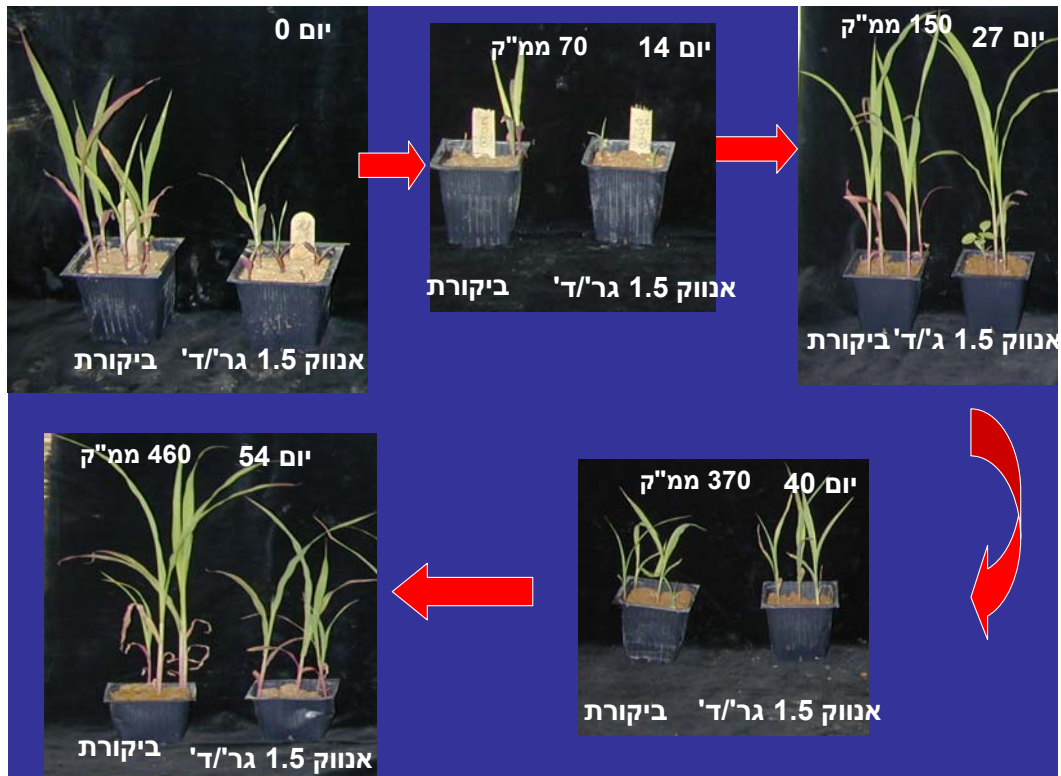 יום 0
ביקורת אנווק 1.5 גר'/ד'
יום 14 70 ממ"ק
ביקורת אנווק 1.5 גר'/ד'
יום 27 150 ממ"ק
ביקורת אנווק 1.5 ג'/ד'
יום 40 370 ממ"ק
ביקורת אנווק 1.5 גר'/ד'
יום 54 460 ממ"ק
ביקורת אנווק 1.5 גר'/ד'